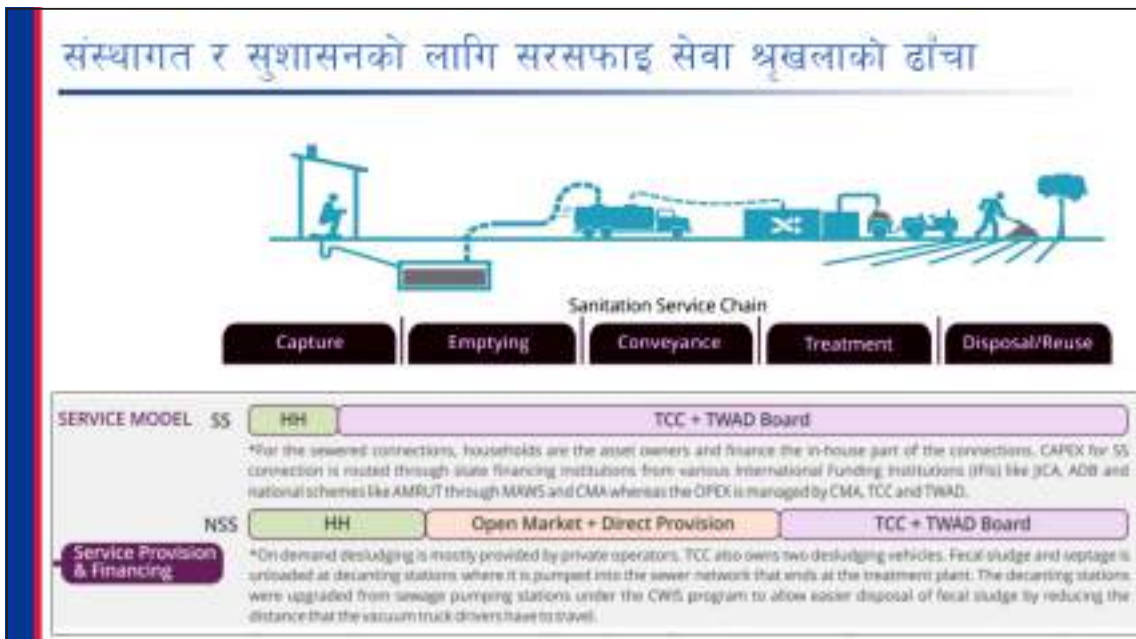 संस्थागत र सुशासनको लागि सरसफाइ सेवा श्रृखलाको ढाँचा
Sanitation Service Chain
Capture Emptying Conveyance Treatment Disposal/Reuse
SERVICE MODEL SS HH TCC + TWAD Board
*For the sewered connections, households are the asset owners and finance the in-house part of the connections. CAPEX for SS
connection is routed through state financing institutions from various International Funding Institutions (IFIs) like JICA, ADB and
national schemes like AMRUT through MAWS and CMA whereas the OPEX is managed by CMA, TCC and TWAD.
NSS HH Open Market + Direct Provision TCC + TWAD Board
Service Provision
& Financing
*On demand desludging is mostly provided by private operators, TCC also owns two desludging vehicles. Fecal sludge and septage is
unloaded at decanting stations where it is pumped into the sewer network that ends at the treatment plant. The decanting stations
were upgraded from sewage pumping stations under the CWIS program to allow easier disposal of fecal sludge by reducing the
distance that the vacuum truck drivers have to travel.